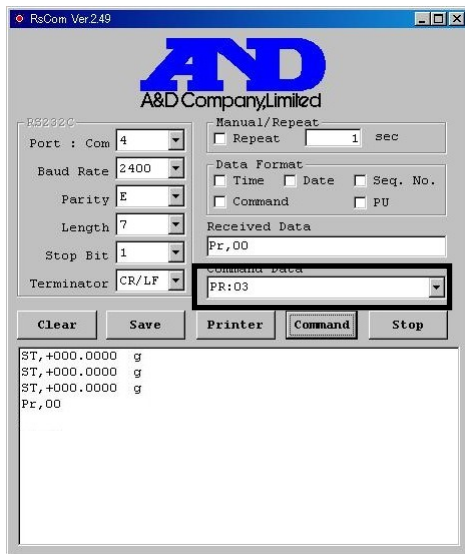 RsCom Ver.2.49
AND
A&D Company,Limited
RS232C
Port : Com 4
Baud Rate 2400
Parity E
Length 7
Stop Bit 1
Terminator CR/LF
Manual/Repeat
Repeat 1 sec
Data Format
Time Date Seq. No.
Command PU
Received Data
Pr,00
Command Data
PR:03
Clear Save Printer Command Stop
ST,+000.0000 g
ST,+000.0000 g
ST,+000.0000 g
Pr,00